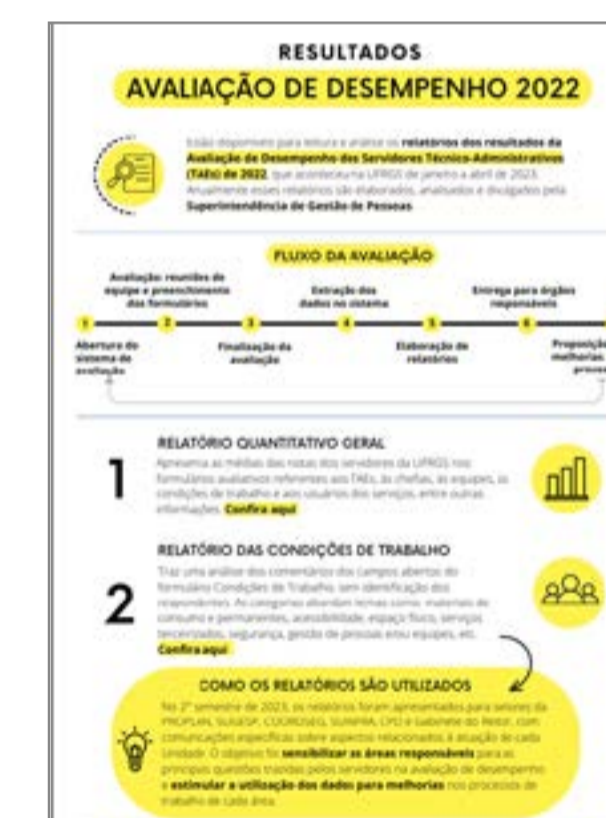 RESULTADOS
AVALIAÇÃO DE DESEMPENHO 2022
Estão disponíveis para leitura e análise os relatórios dos resultados da
Avaliação de Desempenho dos Servidores Técnico-Administrativos
(TAEs) de 2022, que aconteceu na UFRGS de janeiro a abril de 2023.
Anualmente esses relatórios são elaborados, analisados e divulgados pela
Superintendência de Gestão de Pessoas
FLUXO DA AVALIAÇÃO
Avaliação: reuniões de
equipe e preenchimento
dos formulários
Extração dos
dados no sistema
Entrega para órgãos
responsáveis
1 2 3 4 5 6
Abertura do
sistema de
avaliação
Finalização da
avaliação
Elaboração de
relatórios
Proposição
melhorias
1
RELATÓRIO QUANTITATIVO GERAL
Apresenta as médias das notas dos servidores da UFRGS nos
formulários avaliativos referentes aos TAEs, às chefias, às equipes, às
condições de trabalho e aos usuários dos serviços, entre outras
informações. Confira aqui
2
RELATÓRIO DAS CONDIÇÕES DE TRABALHO
Traz uma análise dos comentários dos campos abertos do
formulário Condições de Trabalho, sem identificação dos
respondentes. As categorias abordam temas como: materiais de
consumo e permanentes, acessibilidade, espaço físico, serviços
terceirizados, segurança, gestão de pessoas e/ou equipes, etc.
Confira aqui
COMO OS RELATÓRIOS SÃO UTILIZADOS
No 2º semestre de 2023, os relatórios foram apresentados para setores da
PROPLAN, SUGESP, COORDSEG, SUINFRA, CPD e Gabinete do Reitor, com
comunicações específicas sobre aspectos relacionados à atuação de cada
Unidade. O objetivo foi sensibilizar as áreas responsáveis para as
principais questões trazidas pelos servidores na avaliação de desempenho
e estimular a utilização dos dados para melhorias nos processos de
trabalho de cada área.